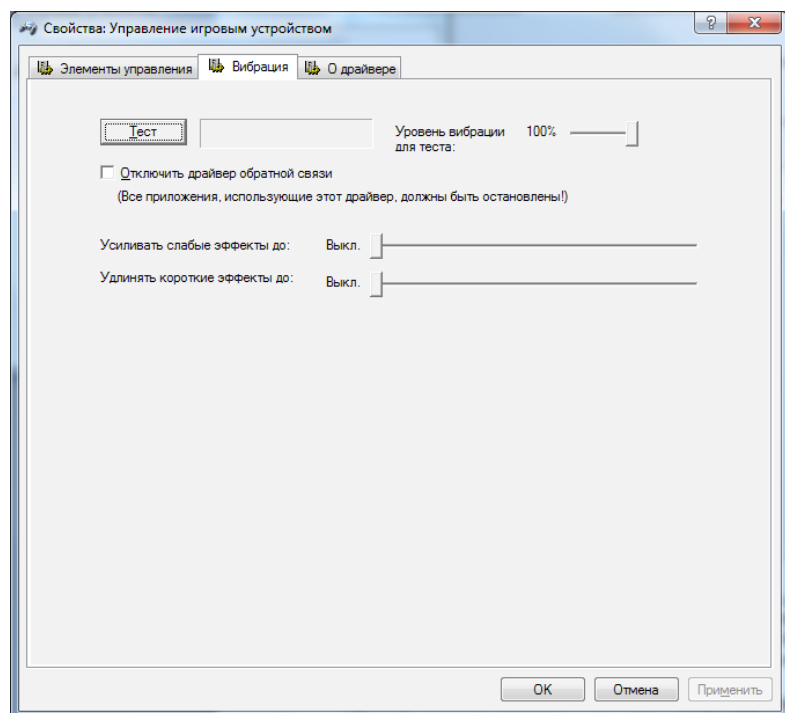 Свойства: Управление игровым устройством
Элементы управления
Вибрация
О драйвере
Тест
Уровень вибрации для теста:
100%
Отключить драйвер обратной связи
(Все приложения, использующие этот драйвер, должны быть остановлены!)
Усиливать слабые эффекты до:
Выкл.
Удлинять короткие эффекты до:
Выкл.
OK
Отмена
Применить